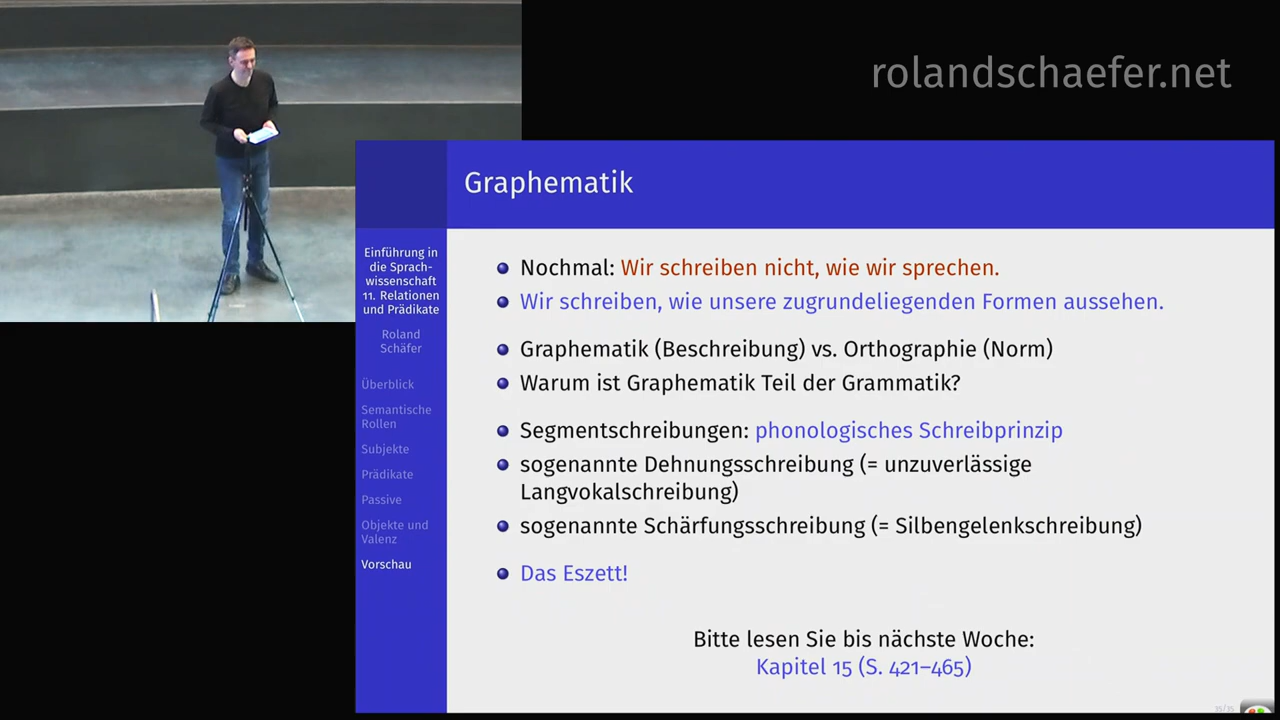 rolandschaefer.net
Graphematik
Einführung in
die Sprach-
wissenschaft
11. Relationen
und Prädikate
Roland
Schäfer
Überblick
Semantische
Rollen
Subjekte
Prädikate
Passive
Objekte und
Valenz
Vorschau
Nochmal: Wir schreiben nicht, wie wir sprechen.
Wir schreiben, wie unsere zugrundeliegenden Formen aussehen.
Graphematik (Beschreibung) vs. Orthographie (Norm)
Warum ist Graphematik Teil der Grammatik?
Segmentschreibungen: phonologisches Schreibprinzip
sogenannte Dehnungsschreibung (= unzuverlässige
Langvokalschreibung)
sogenannte Schärfungsschreibung (= Silbengelenkschreibung)
Das Eszett!
Bitte lesen Sie bis nächste Woche:
Kapitel 15 (S. 421–465)